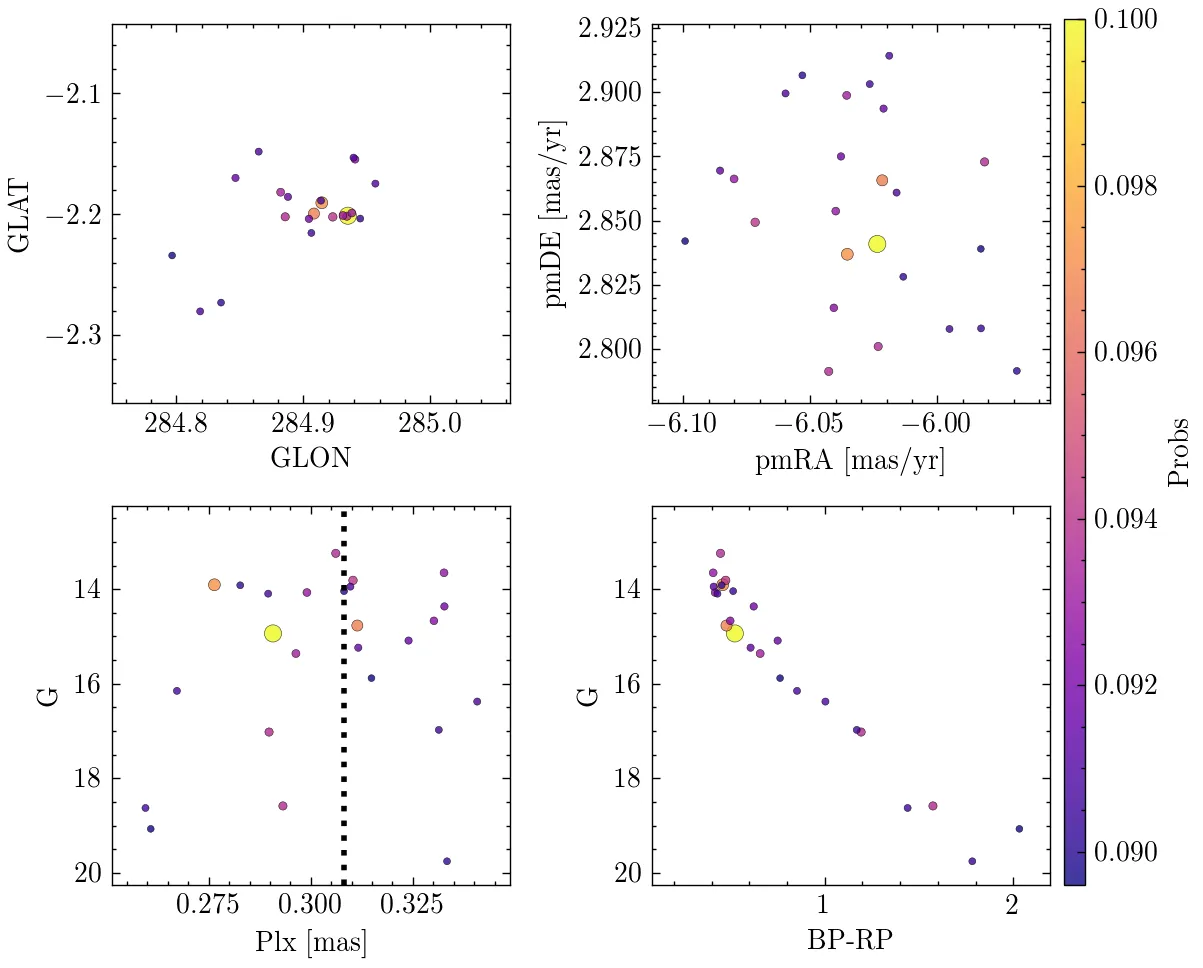 −2.1
−2.2
−2.3
GLAT
284.8 284.9 285.0
GLON
2.925
2.900
2.875
2.850
2.825
2.800
pmDE [mas/yr]
−6.10 −6.05 −6.00
pmRA [mas/yr]
14
16
18
20
G
0.275 0.300 0.325
Plx [mas]
14
16
18
20
G
1 2
BP-RP
0.100
0.098
0.096
0.094
0.092
0.090
Probs